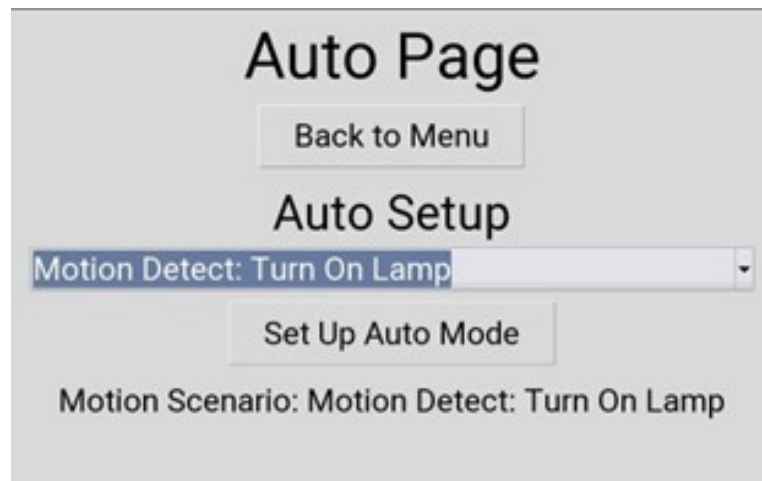 Auto Page
Back to Menu
Auto Setup
Motion Detect: Turn On Lamp
Set Up Auto Mode
Motion Scenario: Motion Detect: Turn On Lamp